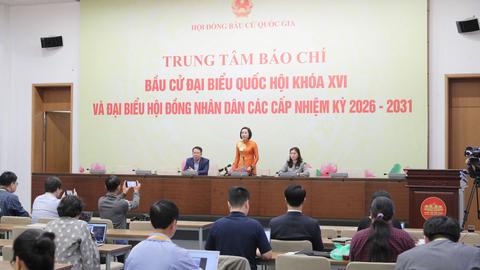 HỘI ĐỒNG BẦU CỬ QUỐC GIA
TRUNG TÂM BÁO CHÍ
BẦU CỬ ĐẠI BIỂU QUỐC HỘI KHÓA XVI
VÀ ĐẠI BIỂU HỘI ĐỒNG NHÂN DÂN CÁC CẤP NHIỆM KỲ 2026 - 2031